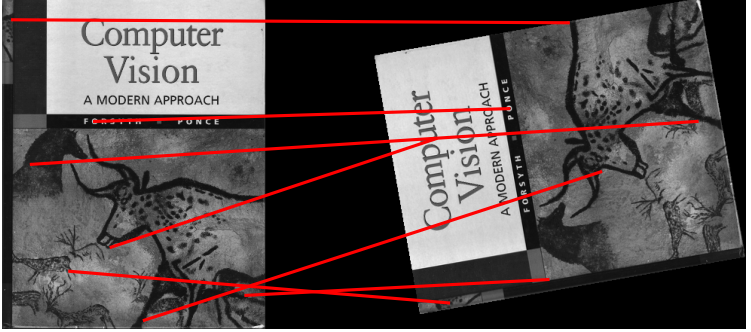 Computer
Vision
A MODERN APPROACH
FORSYTH PONCE
Computer
Vision
A MODERN APPROACH
FORSYTH PONCE